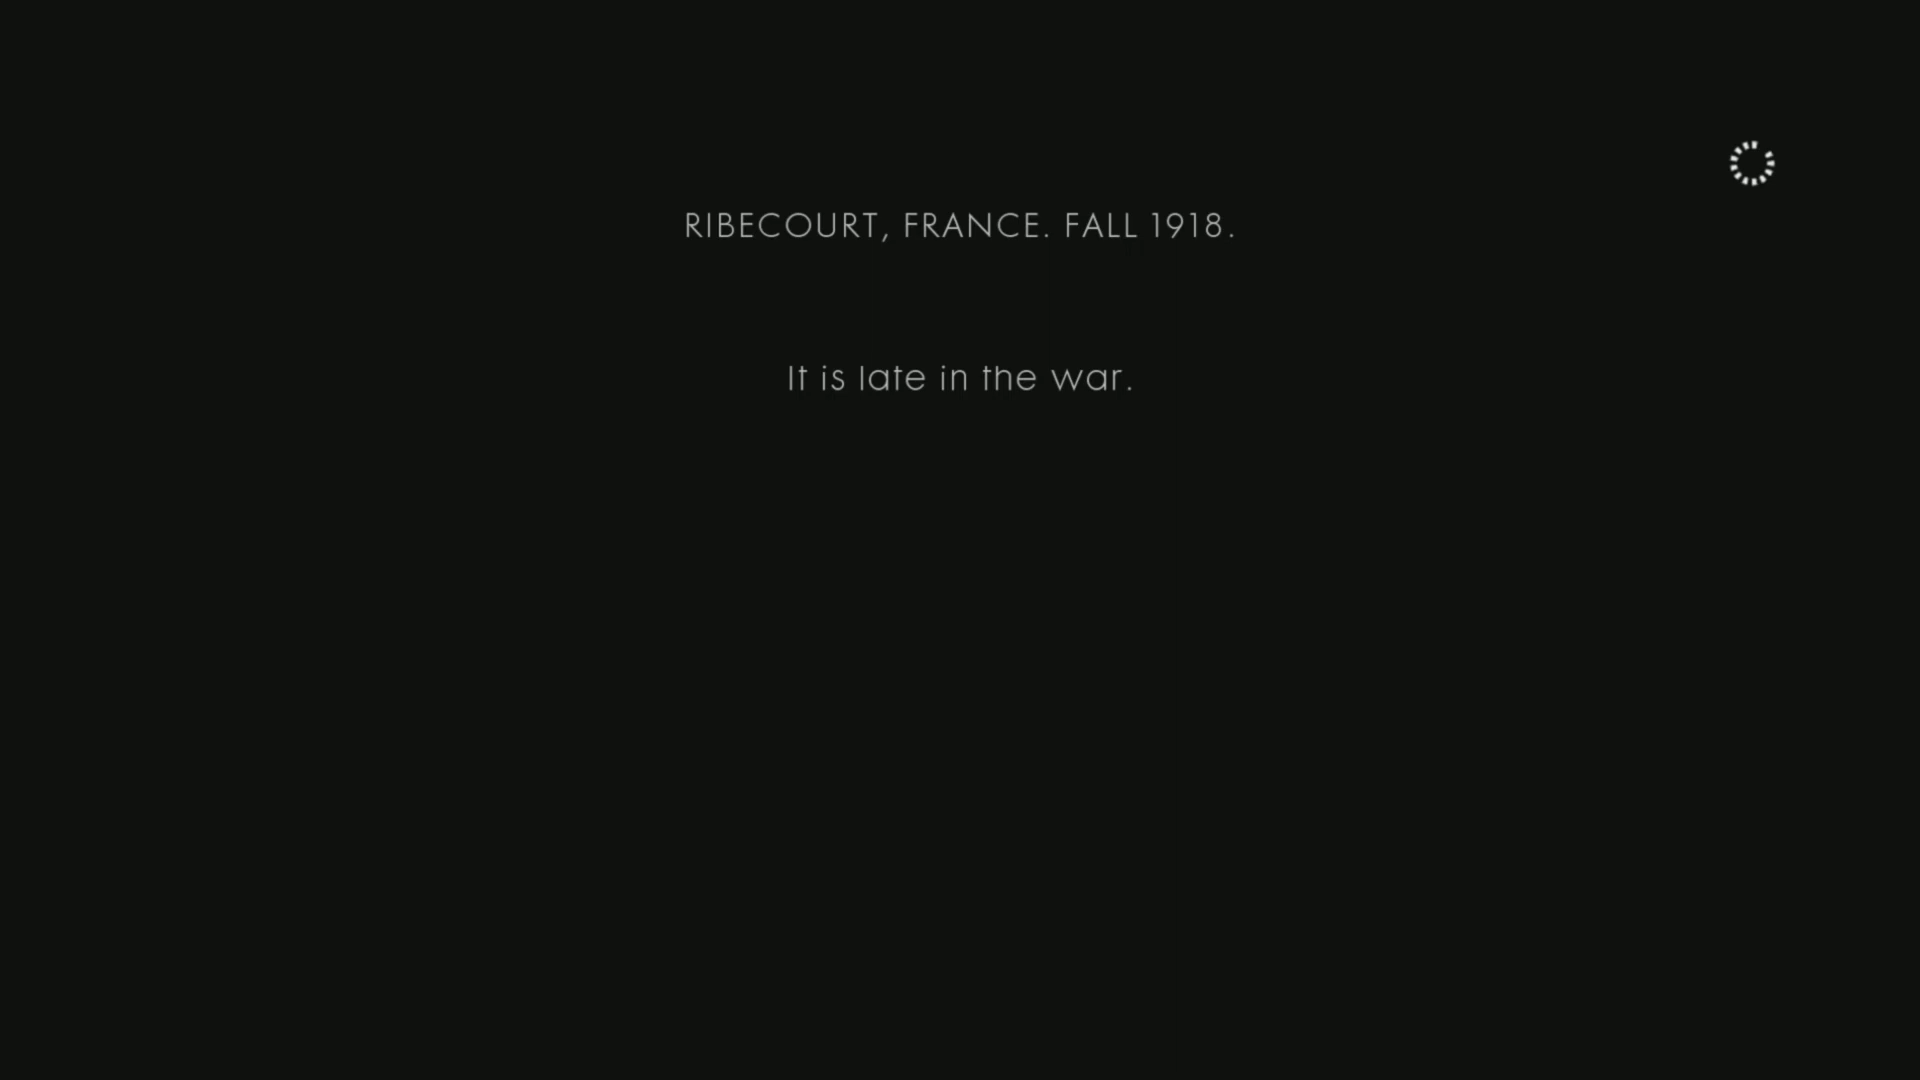 RIBECOURT, FRANCE. FALL 1918.
It is late in the war.